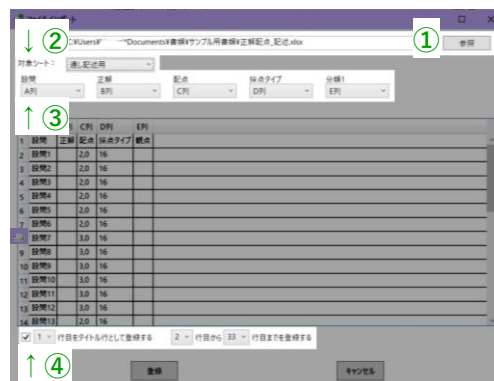 ファイルインポート
↓ ② C:¥Users¥ Documents¥書類¥サンプル用書類¥正解配点_記述.xlsx ① 参照
対象シート： 通し記述用
設問 正解 配点 採点タイプ 分類1
A列 B列 C列 D列 E列
↑ ③
列 C列 D列 E列
1 設問 正解 配点 採点タイプ 観点
2 設問1 2.0 16
3 設問2 2.0 16
4 設問3 2.0 16
5 設問4 2.0 16
6 設問5 2.0 16
7 設問6 2.0 16
設問7 3.0 16
9 設問8 3.0 16
10 設問9 3.0 16
11 設問10 3.0 16
12 設問11 3.0 16
13 設問12 3.0 16
14 設問13 2.0 16
1 行目をタイトル行として登録する 2 行目から 33 行目までを登録する
↑ ④
登録 キャンセル